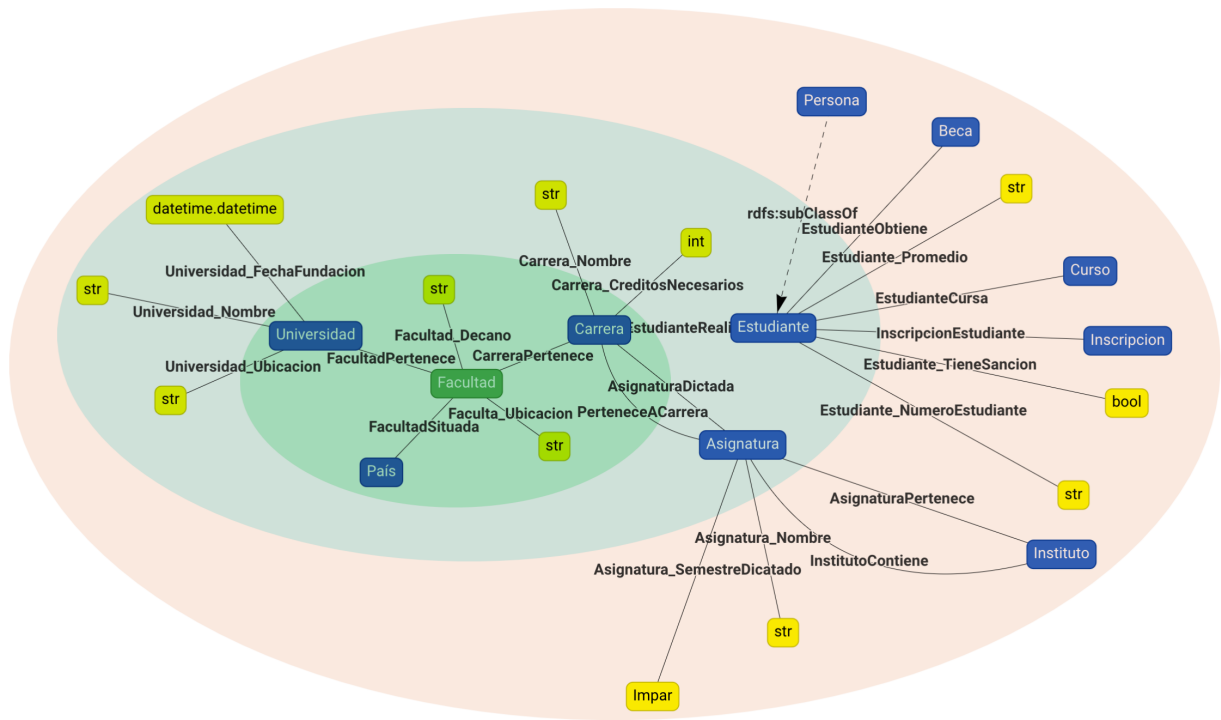 Persona
Beca
str
rdfs:subClassOf
EstudianteObtiene
Estudiante_Promedio
str
datetime.datetime
int
Carrera_Nombre
Universidad_FechaFundacion
Curso
Carrera_CreditosNecesarios
str
str
EstudianteCursa
Universidad_Nombre
Facultad_Decano
Universidad
Carrera
EstudianteReali
Estudiante
InscripcionEstudiante
Inscripcion
FacultadPertenece
CarreraPertenece
Universidad_Ubicacion
Estudiante_TieneSancion
Facultad
AsignaturaDictada
str
bool
Faculta_Ubicacion
PerteneceACarrera
Estudiante_NumeroEstudiante
FacultadSituada
str
Asignatura
País
AsignaturaPertenece
str
Asignatura_Nombre
Instituto
InstitutoContiene
Asignatura_SemestreDicatado
str
Impar